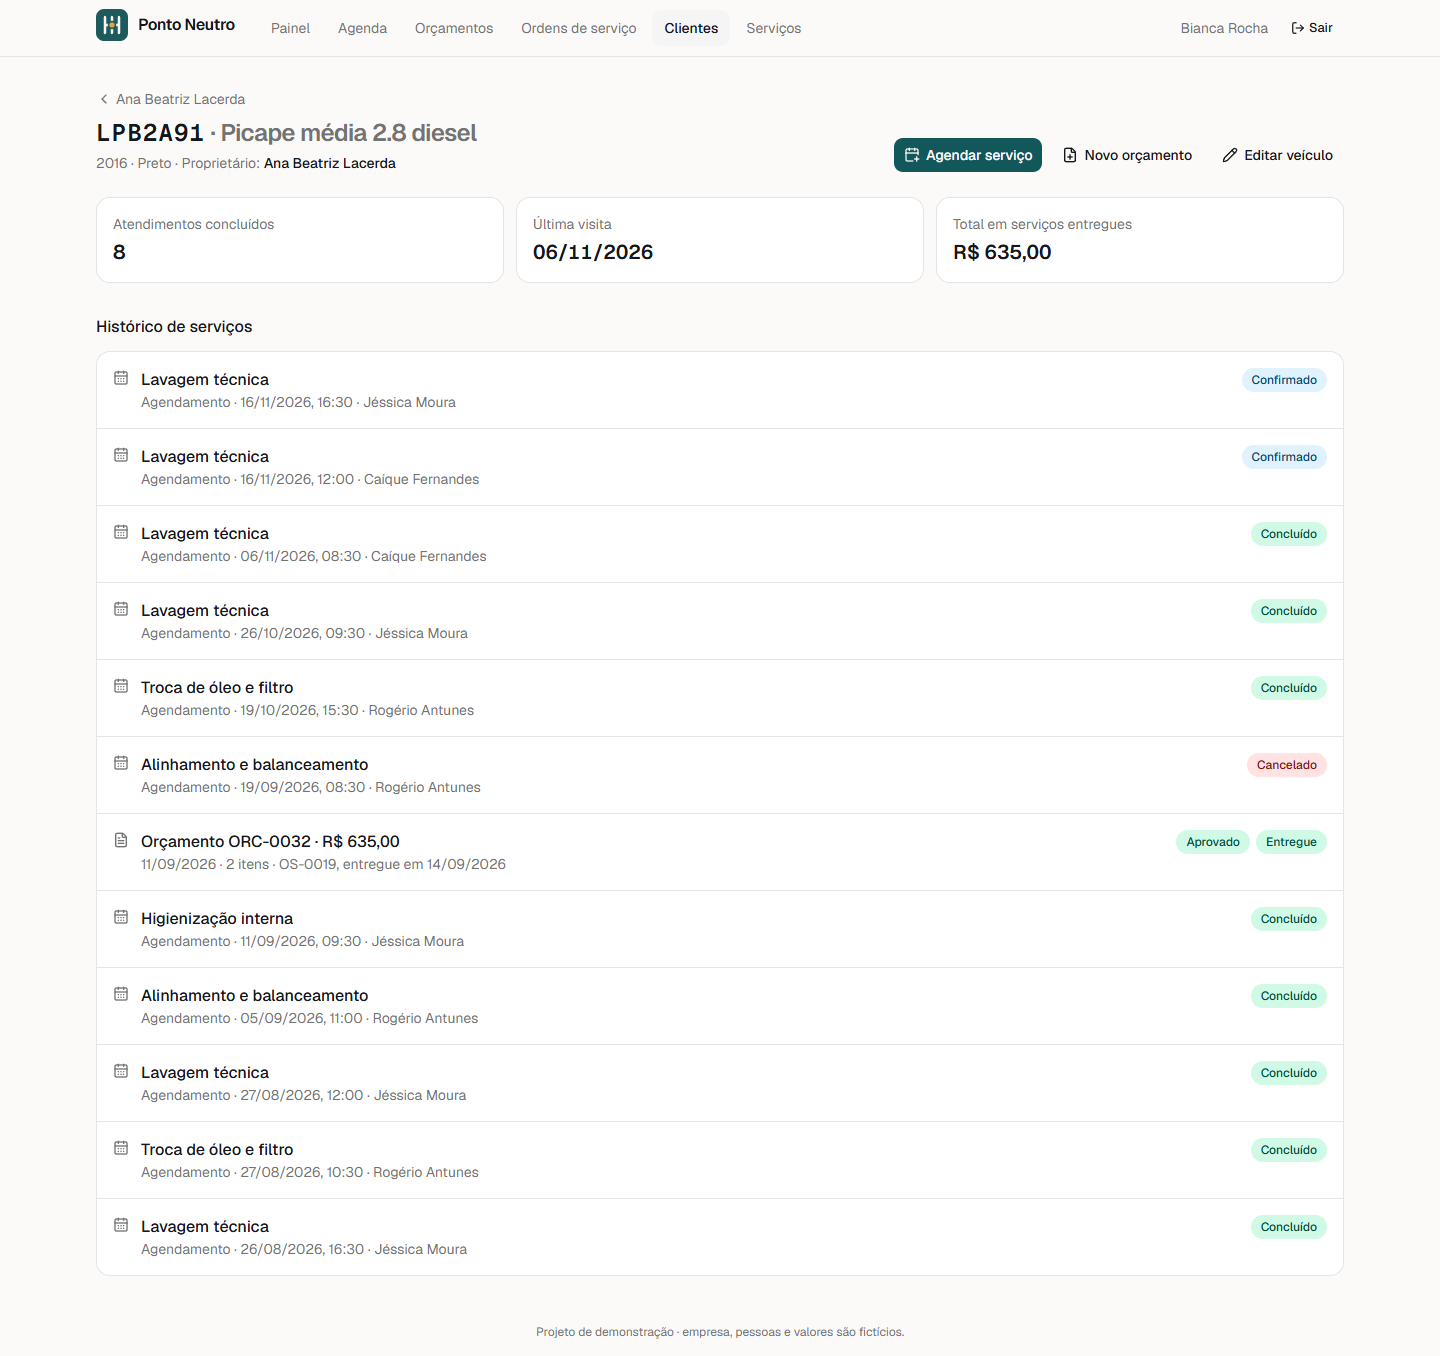 Ponto Neutro
Painel
Agenda
Orçamentos
Ordens de serviço
Clientes
Serviços
Bianca Rocha
Sair
Ana Beatriz Lacerda
LPB2A91 · Picape média 2.8 diesel
2016 · Preto · Proprietário: Ana Beatriz Lacerda
Agendar serviço
Novo orçamento
Editar veículo
Atendimentos concluídos
8
Última visita
06/11/2026
Total em serviços entregues
R$ 635,00
Histórico de serviços
Lavagem técnica
Confirmado
Agendamento · 16/11/2026, 16:30 · Jéssica Moura
Lavagem técnica
Confirmado
Agendamento · 16/11/2026, 12:00 · Caíque Fernandes
Lavagem técnica
Concluído
Agendamento · 06/11/2026, 08:30 · Caíque Fernandes
Lavagem técnica
Concluído
Agendamento · 26/10/2026, 09:30 · Jéssica Moura
Troca de óleo e filtro
Concluído
Agendamento · 19/10/2026, 15:30 · Rogério Antunes
Alinhamento e balanceamento
Cancelado
Agendamento · 19/09/2026, 08:30 · Rogério Antunes
Orçamento ORC-0032 · R$ 635,00
Aprovado
Entregue
11/09/2026 · 2 itens · OS-0019, entregue em 14/09/2026
Higienização interna
Concluído
Agendamento · 11/09/2026, 09:30 · Jéssica Moura
Alinhamento e balanceamento
Concluído
Agendamento · 05/09/2026, 11:00 · Rogério Antunes
Lavagem técnica
Concluído
Agendamento · 27/08/2026, 12:00 · Jéssica Moura
Troca de óleo e filtro
Concluído
Agendamento · 27/08/2026, 10:30 · Rogério Antunes
Lavagem técnica
Concluído
Agendamento · 26/08/2026, 16:30 · Jéssica Moura
Projeto de demonstração · empresa, pessoas e valores são fictícios.